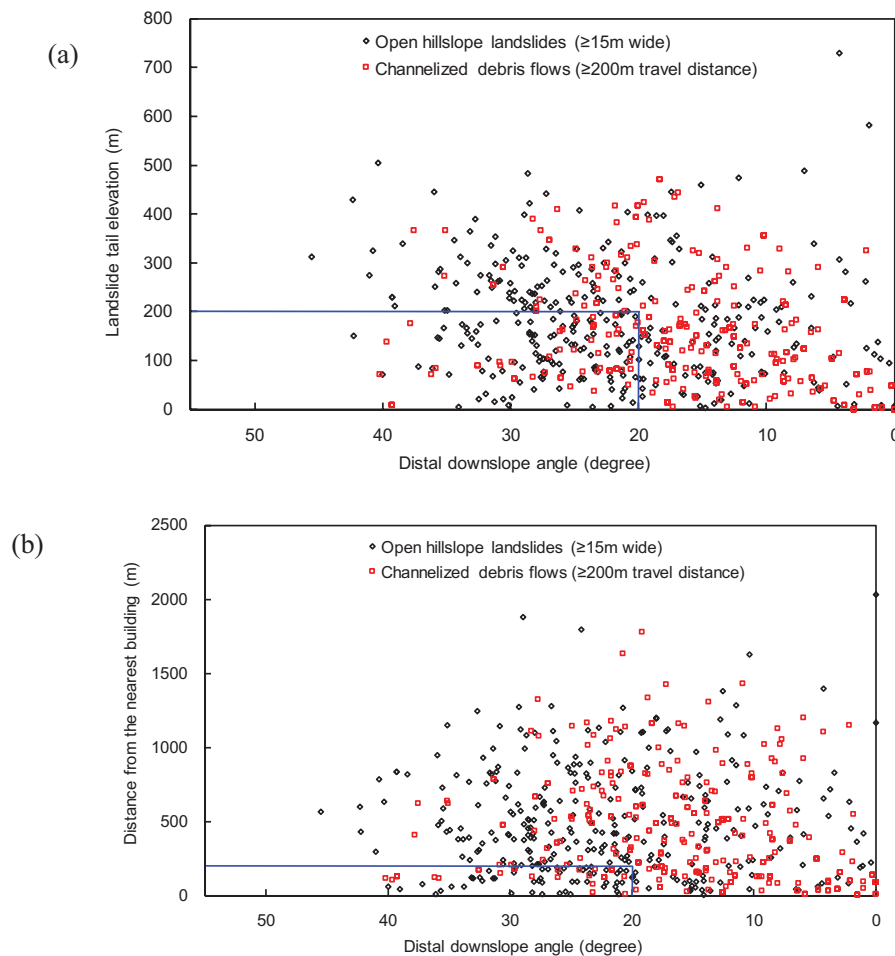 (a)
800
700
600
500
400
300
200
100
0
Landslide tail elevation (m)
Open hillslope landslides (≥15m wide)
Channelized debris flows (≥200m travel distance)
50 40 30 20 10 0
Distal downslope angle (degree)
(b)
2500
2000
1500
1000
500
0
Distance from the nearest building (m)
Open hillslope landslides (≥15m wide)
Channelized debris flows (≥200m travel distance)
50 40 30 20 10 0
Distal downslope angle (degree)